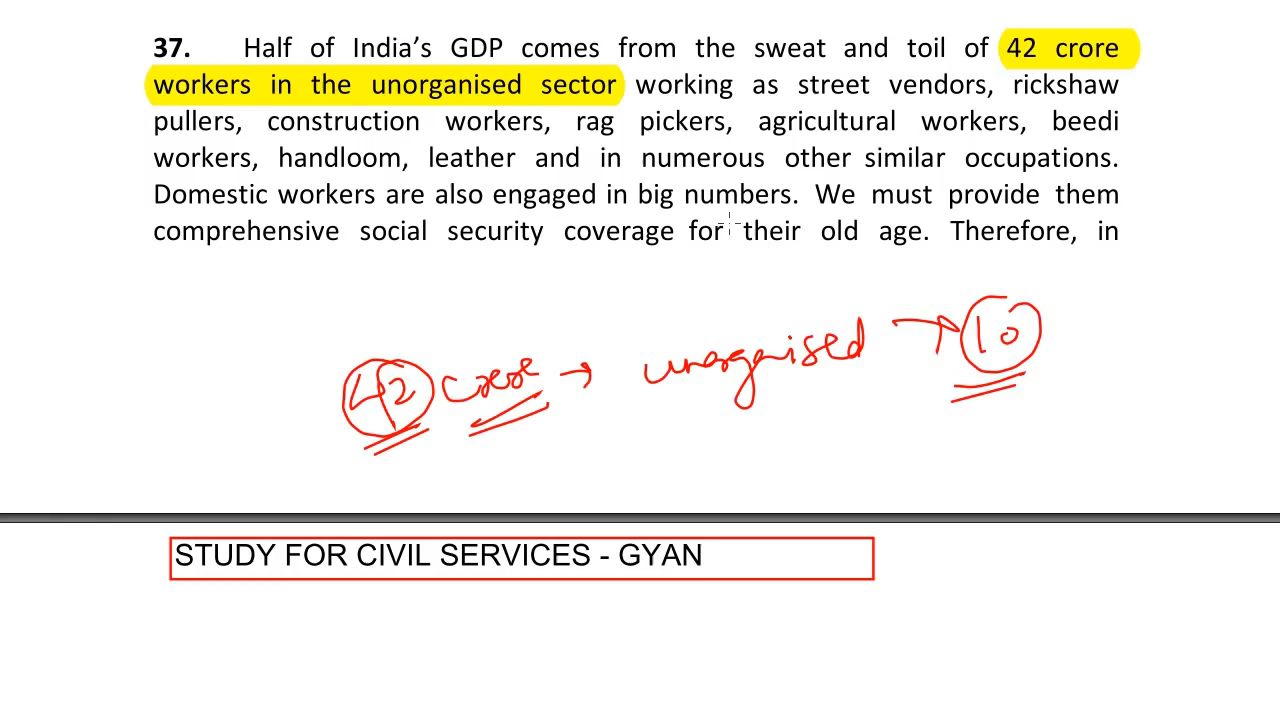 37. Half of India’s GDP comes from the sweat and toil of 42 crore
workers in the unorganised sector working as street vendors, rickshaw
pullers, construction workers, rag pickers, agricultural workers, beedi
workers, handloom, leather and in numerous other similar occupations.
Domestic workers are also engaged in big numbers. We must provide them
comprehensive social security coverage for their old age. Therefore, in
42 crore → unorganised → 10
STUDY FOR CIVIL SERVICES - GYAN